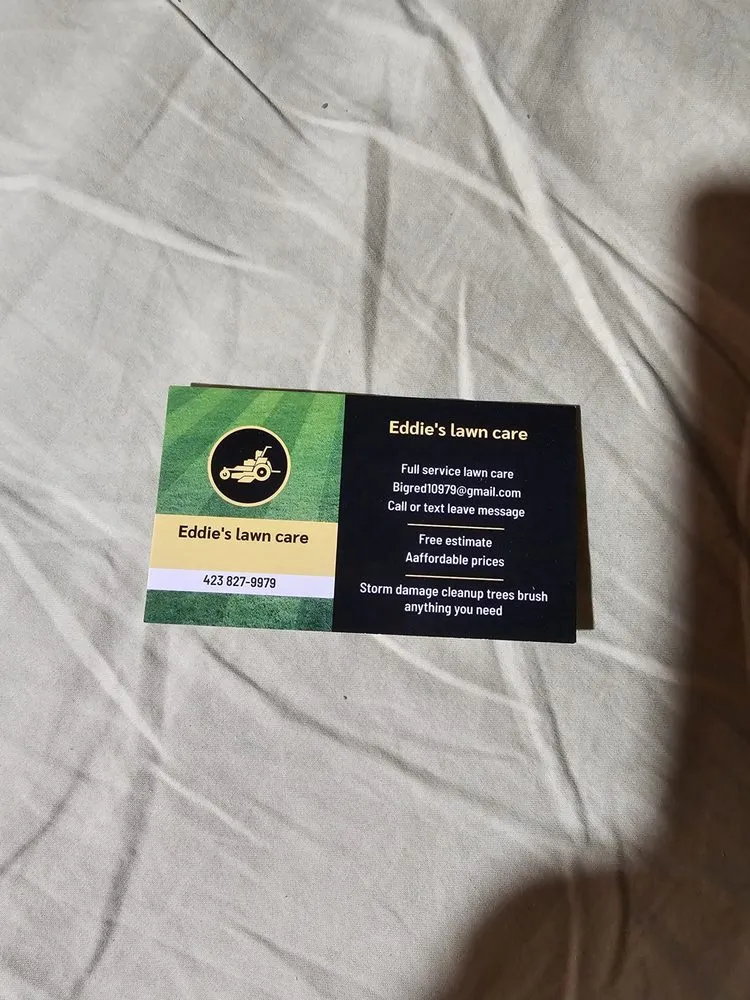 Eddie's lawn care
423 827-9979
Eddie's lawn care
Full service lawn care
Bigred10979@gmail.com
Call or text leave message
Free estimate
Aaffordable prices
Storm damage cleanup trees brush
anything you need